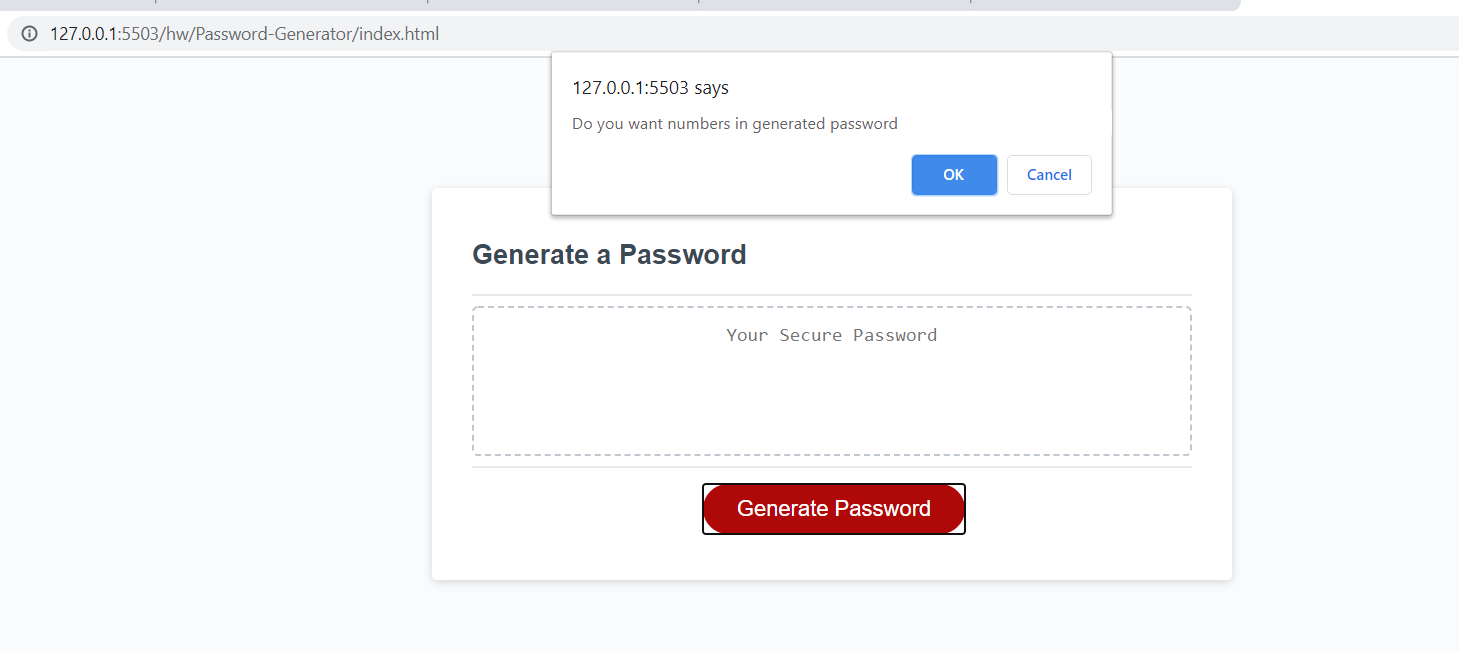 127.0.0.1:5503/hw/Password-Generator/index.html
127.0.0.1:5503 says
Do you want numbers in generated password
OK Cancel
Generate a Password
Your Secure Password
Generate Password